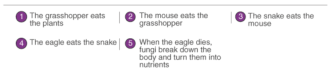 1 The grasshopper eats
the plants
2 The mouse eats the
grasshopper
3 The snake eats the
mouse
4 The eagle eats the snake
5 When the eagle dies,
fungi break down the
body and turn them into
nutrients